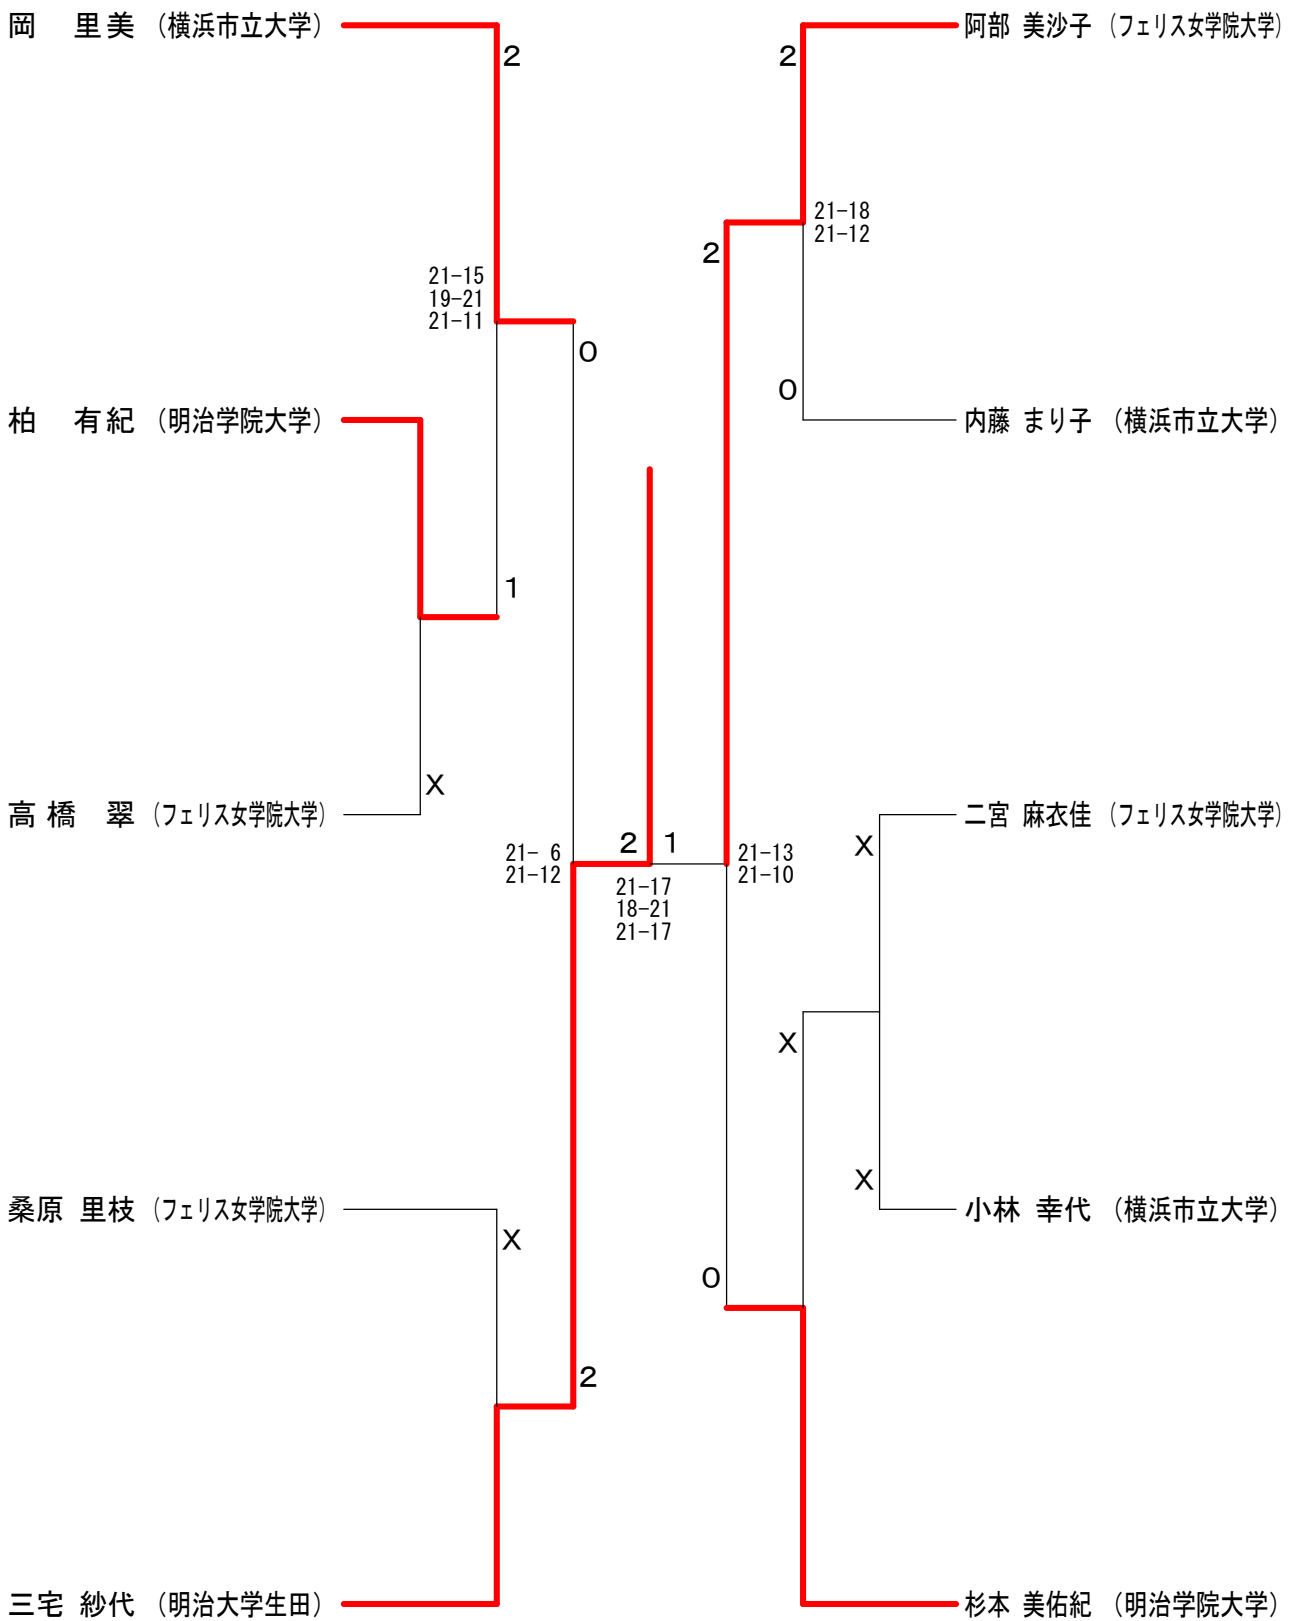 岡　里美 （横浜市立大学）
2
21-15
19-21
21-11
0
柏　有紀 （明治学院大学）
1
高橋　翠 （フェリス女学院大学）
X
21- 6
21-12
2 1
21-17
18-21
21-17
桑原 里枝 （フェリス女学院大学）
X
2
三宅 紗代 （明治大学生田）
阿部 美沙子 （フェリス女学院大学）
2
21-18
21-12
2
0
内藤 まり子 （横浜市立大学）
二宮 麻衣佳 （フェリス女学院大学）
X
21-13
21-10
X
X
小林 幸代 （横浜市立大学）
0
杉本 美佑紀 （明治学院大学）